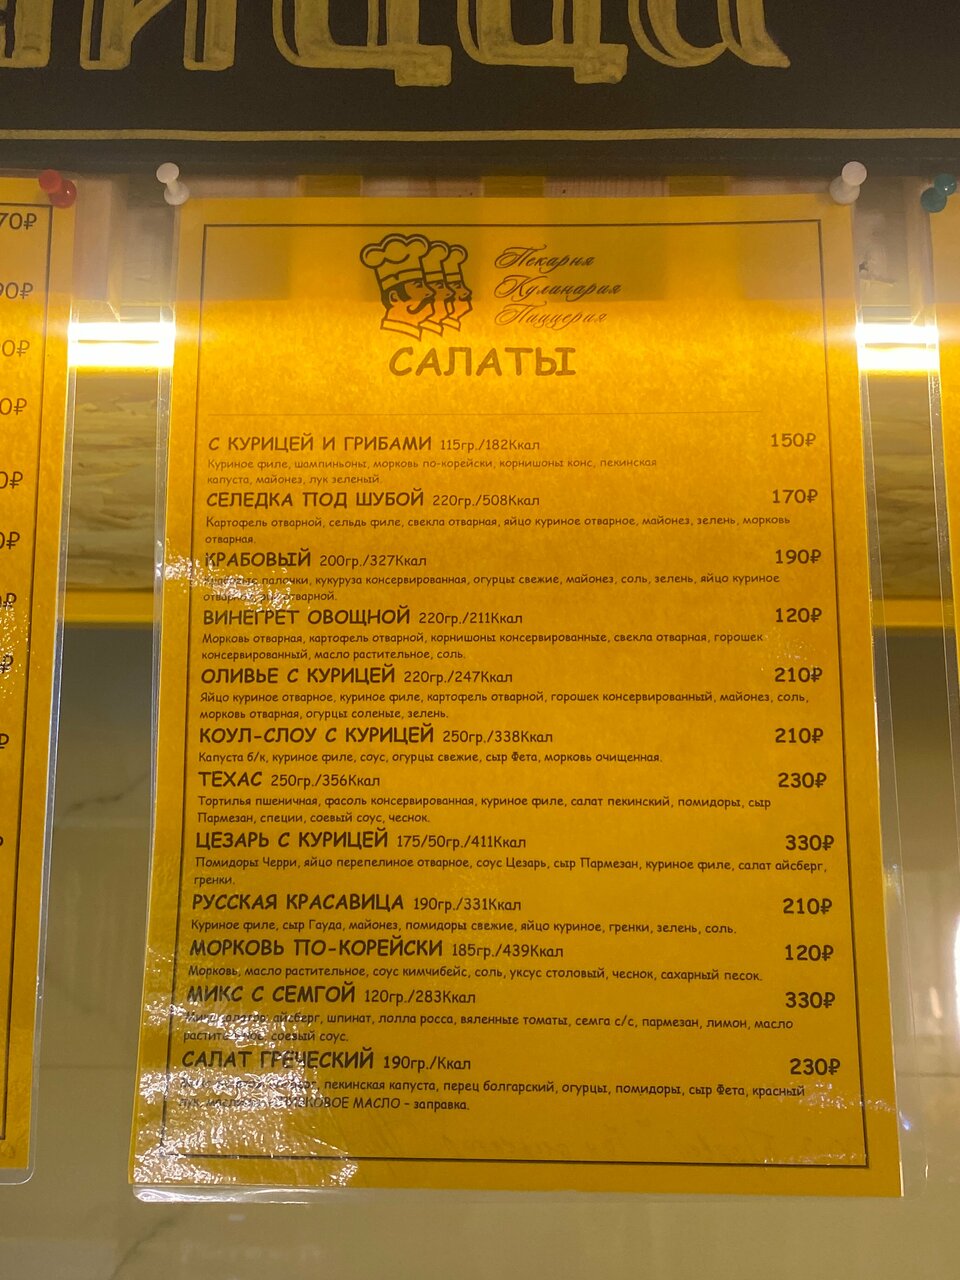 Пекарня
Кулинария
Пиццерия
САЛАТЫ
С КУРИЦЕЙ И ГРИБАМИ 115гр./182Ккал 150₽
Куриное филе, шампиньоны, морковь по-корейски, корнишоны конс, пекинская
капуста, майонез, лук зеленый.
СЕЛЕДКА ПОД ШУБОЙ 220гр./508Ккал 170₽
Картофель отварной, сельдь филе, свекла отварная, яйцо куриное отварное, майонез, зелень, морковь
отварная.
КРАБОВЫЙ 200гр./327Ккал 190₽
палочки, кукуруза консервированная, огурцы свежие, майонез, соль, зелень, яйцо куриное
отварной.
ВИНЕГРЕТ ОВОЩНОЙ 220гр./211Ккал 120₽
Морковь отварная, картофель отварной, корнишоны консервированные, свекла отварная, горошек
консервированный, масло растительное, соль.
ОЛИВЬЕ С КУРИЦЕЙ 220гр./247Ккал 210₽
Яйцо куриное отварное, куриное филе, картофель отварной, горошек консервированный, майонез, соль,
морковь отварная, огурцы соленые, зелень.
КОУЛ-СЛОУ С КУРИЦЕЙ 250гр./338Ккал 210₽
Капуста б/к, куриное филе, соус, огурцы свежие, сыр Фета, морковь очищенная.
ТЕХАС 250гр./356Ккал 230₽
Тортилья пшеничная, фасоль консервированная, куриное филе, салат пекинский, помидоры, сыр
Пармезан, специи, соевый соус, чеснок.
ЦЕЗАРЬ С КУРИЦЕЙ 175/50гр./411Ккал 330₽
Помидоры Черри, яйцо перепелиное отварное, соус Цезарь, сыр Пармезан, куриное филе, салат айсберг,
гренки.
РУССКАЯ КРАСАВИЦА 190гр./331Ккал 210₽
Куриное филе, сыр Гауда, майонез, помидоры свежие, яйцо куриное, гренки, зелень, соль.
МОРКОВЬ ПО-КОРЕЙСКИ 185гр./439Ккал 120₽
Морковь, масло растительное, соус кимчибейс, соль, уксус столовый, чеснок, сахарный песок.
МИКС С СЕМГОЙ 120гр./283Ккал 330₽
айсберг, шпинат, лолла росса, вяленные томаты, семга с/с, пармезан, лимон, масло
соевый соус.
САЛАТ ГРЕЧЕСКИЙ 190гр./Ккал 230₽
пекинская капуста, перец болгарский, огурцы, помидоры, сыр Фета, красный
лук МАСЛО – заправка.